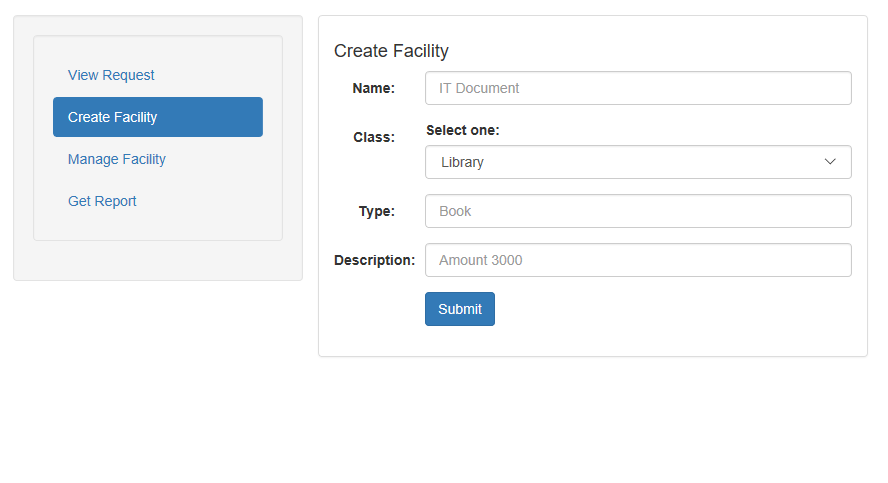 View Request
Create Facility
Manage Facility
Get Report
Create Facility
Name: IT Document
Class: Select one:
Library
Type: Book
Description: Amount 3000
Submit